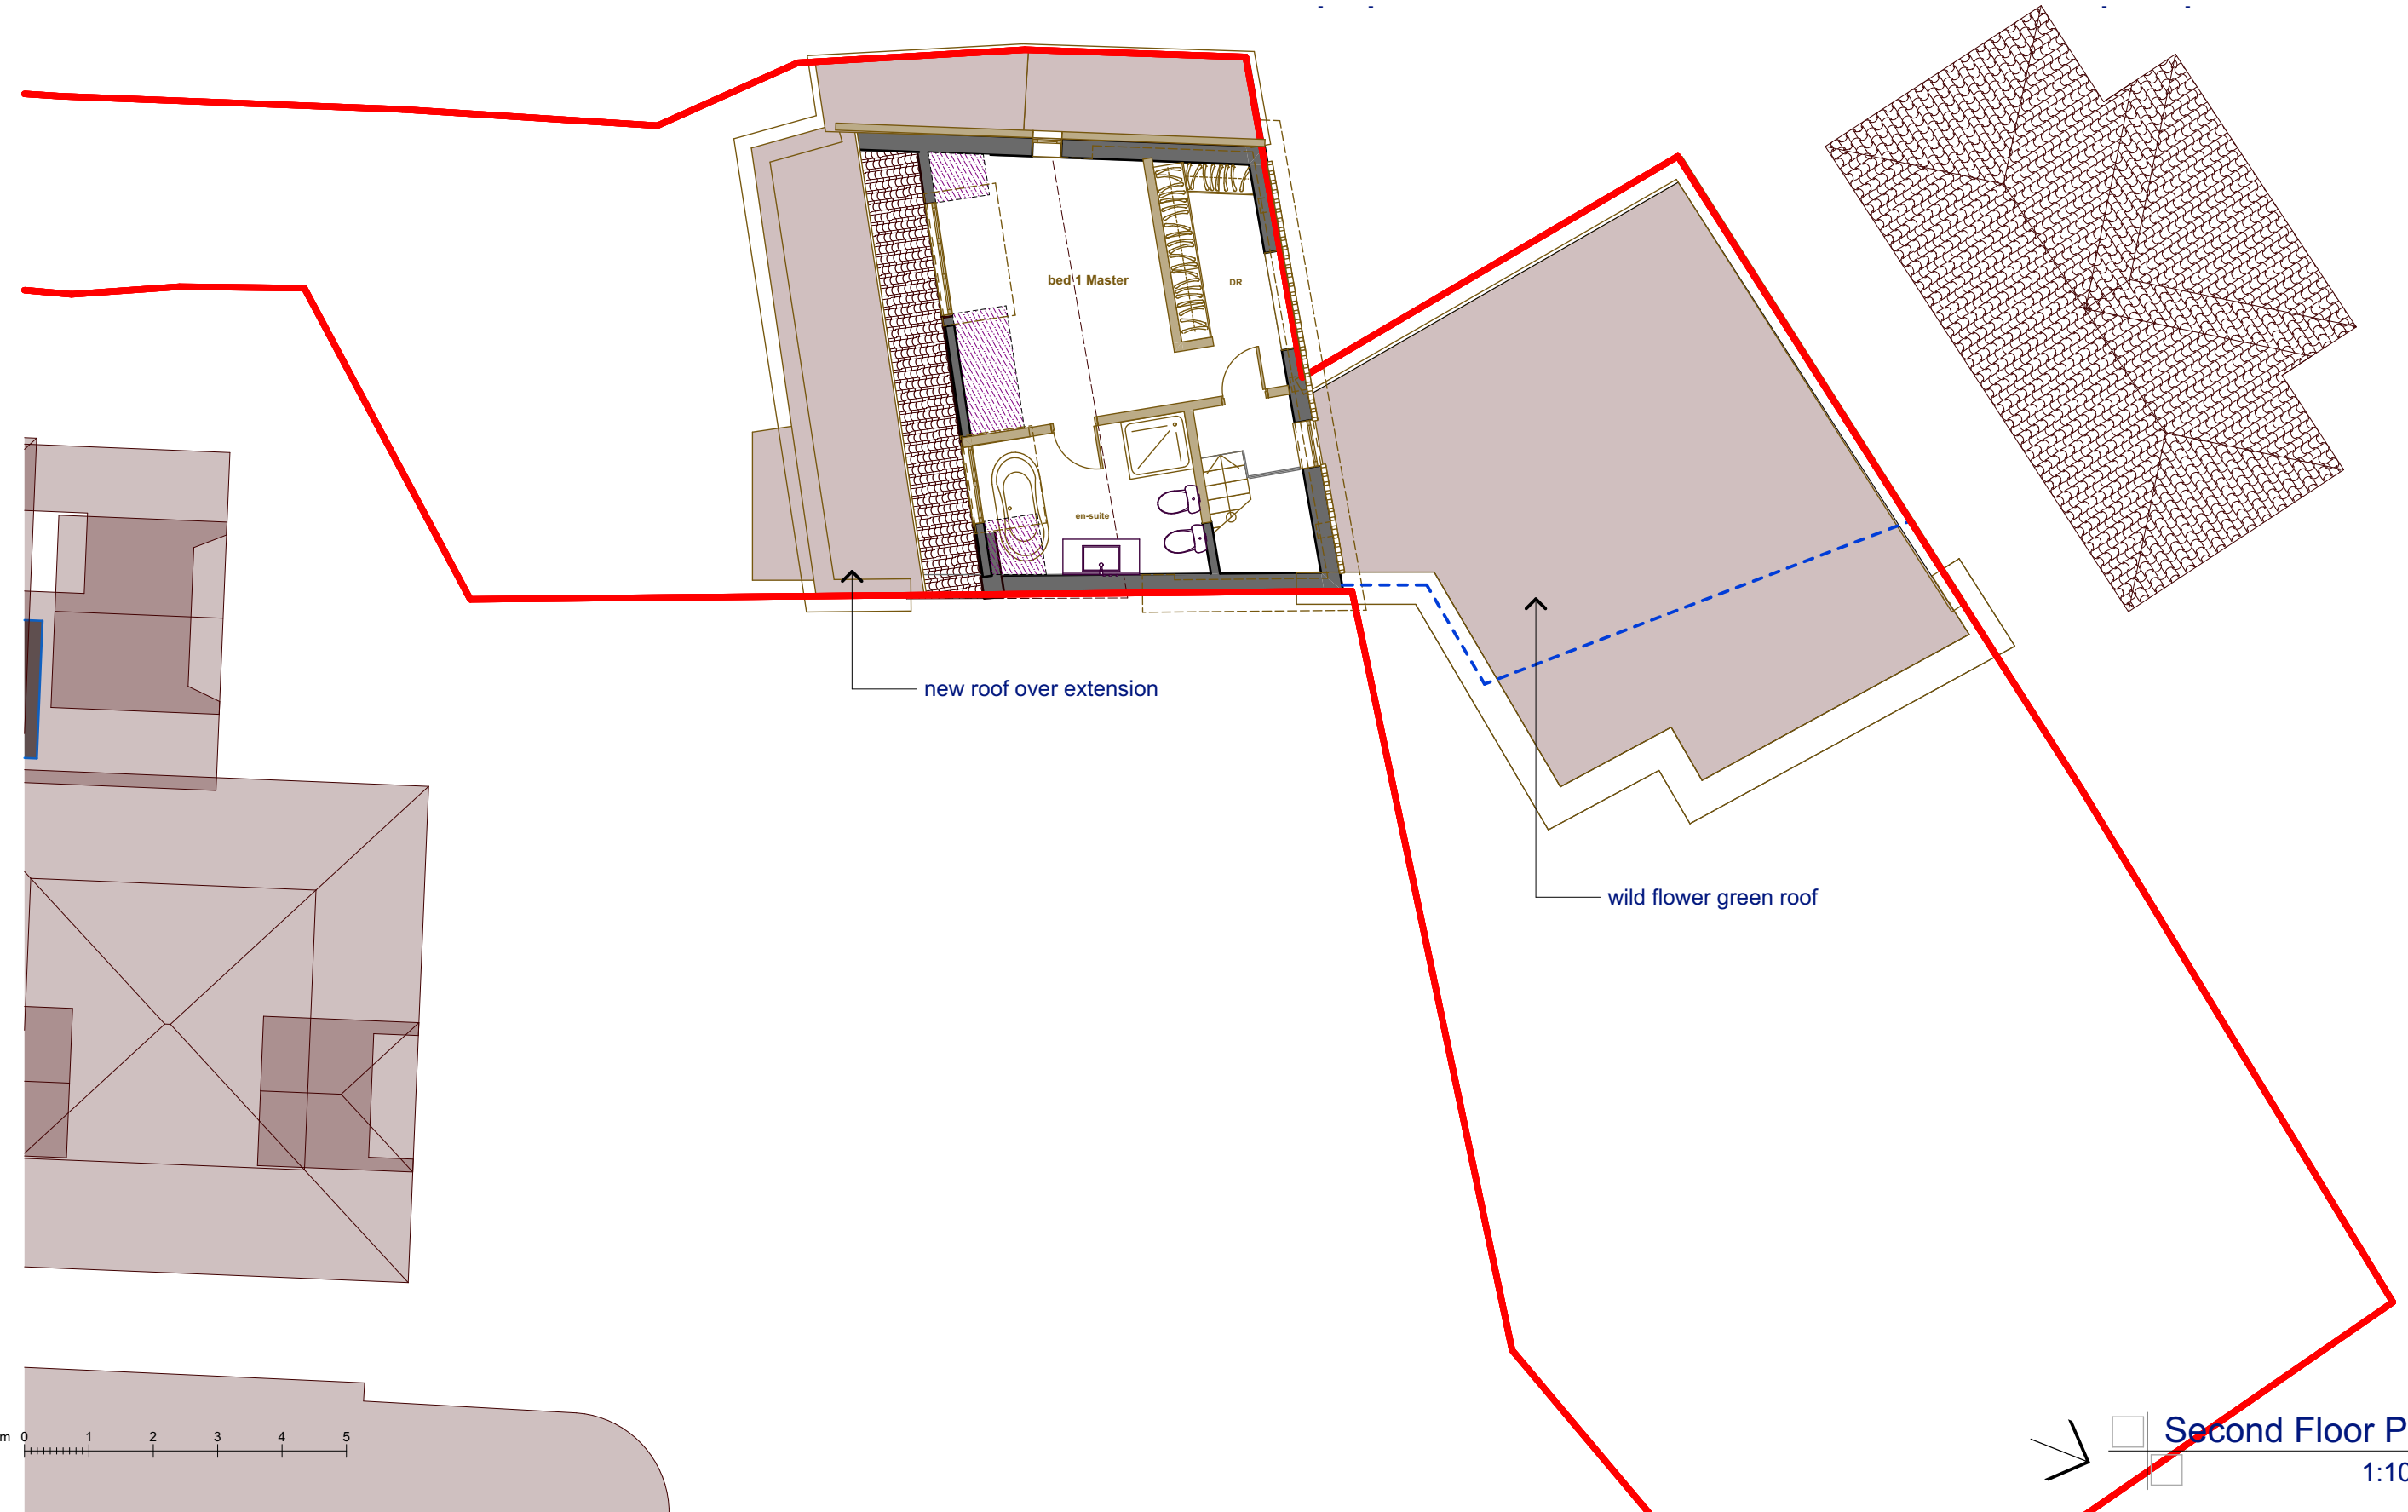 bed 1 Master
DR
en-suite
new roof over extension
wild flower green roof
m 0 1 2 3 4 5
Second Floor P
1:10